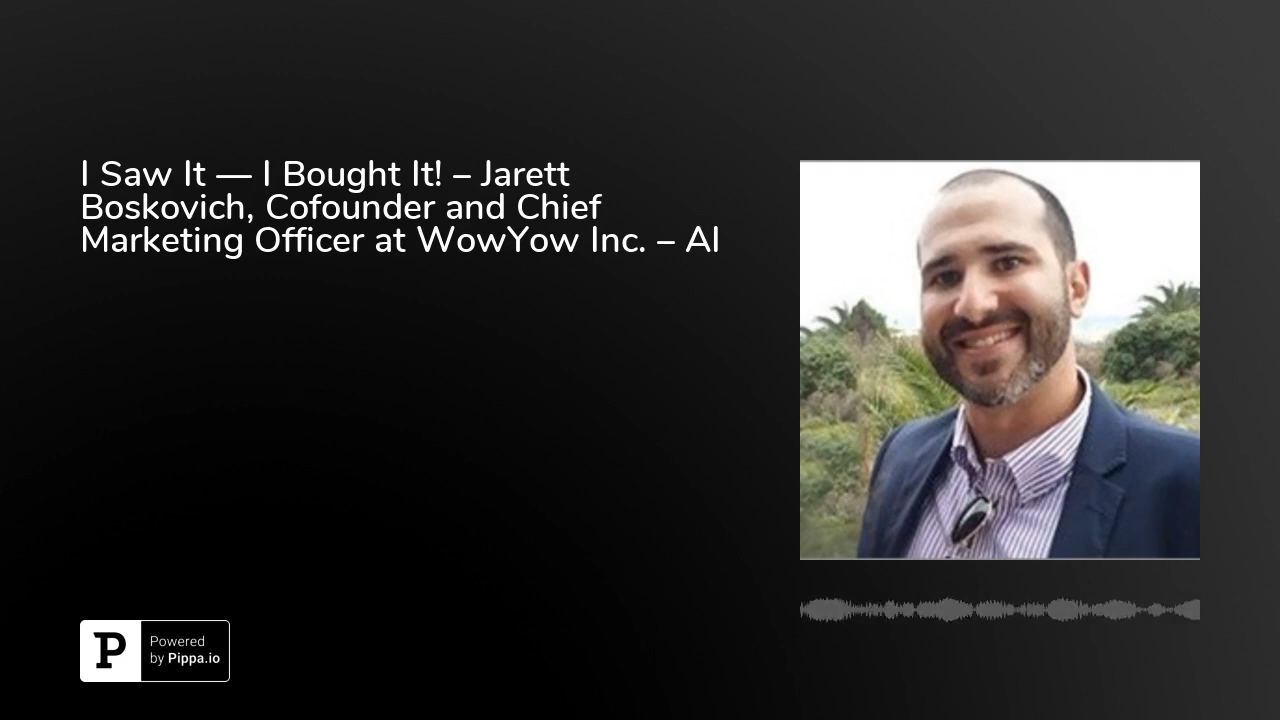 I Saw It — I Bought It! – Jarett
Boskovich, Cofounder and Chief
Marketing Officer at WowYow Inc. – AI
P
Powered
by Pippa.io